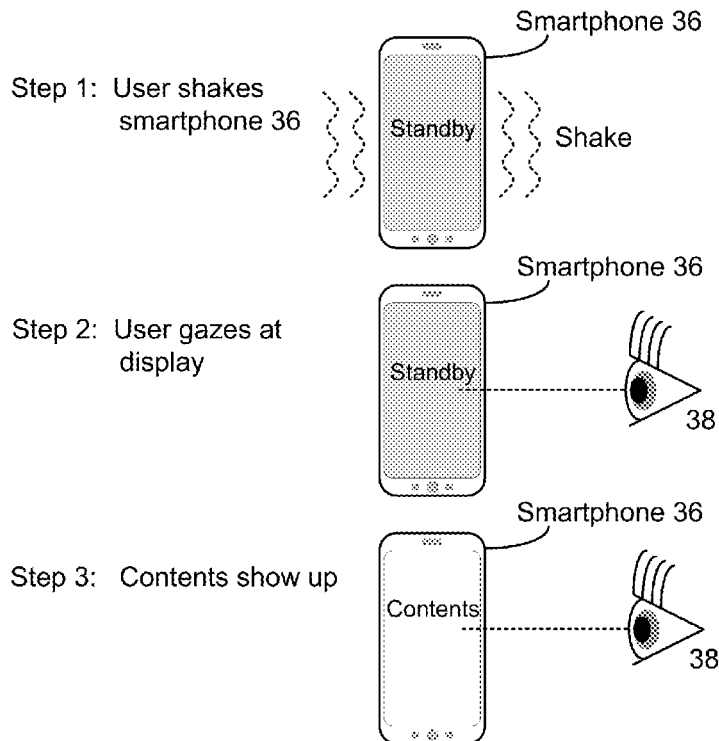 Smartphone 36
Step 1: User shakes
smartphone 36
Standby
Shake
Smartphone 36
Step 2: User gazes at
display
Standby
38
Smartphone 36
Step 3: Contents show up
Contents
38